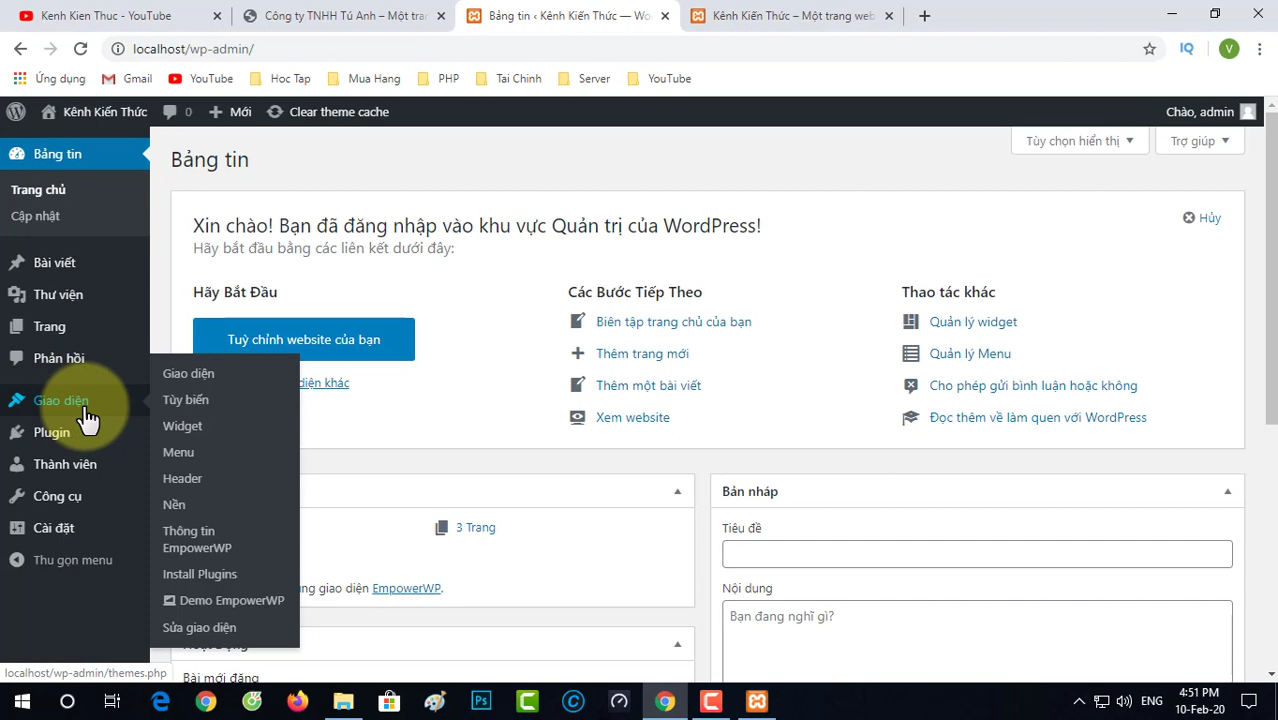 Kenh Kien Thuc - YouTube
Công ty TNHH Tú Anh – Một tran
Bảng tin ‹ Kênh Kiến Thức — Wo
Kênh Kiến Thức – Một trang web
localhost/wp-admin/
IQ
V
Ứng dụng
Gmail
YouTube
Hoc Tap
Mua Hang
PHP
Tai Chinh
Server
YouTube
Kênh Kiến Thức
0
Mới
Clear theme cache
Chào, admin
Bảng tin
Trang chủ
Cập nhật
Bài viết
Thư viện
Trang
Phản hồi
Giao diện
Plugin
Thành viên
Công cụ
Cài đặt
Thu gọn menu
Giao diện
Tùy biến
Widget
Menu
Header
Nền
Thông tin
EmpowerWP
Install Plugins
Demo EmpowerWP
Sửa giao diện
Tùy chọn hiển thị
Trợ giúp
Bảng tin
Xin chào! Bạn đã đăng nhập vào khu vực Quản trị của WordPress!
Hủy
Hãy bắt đầu bằng các liên kết dưới đây:
Hãy Bắt Đầu
Tuỳ chỉnh website của bạn
diện khác
Các Bước Tiếp Theo
Biên tập trang chủ của bạn
Thêm trang mới
Thêm một bài viết
Xem website
Thao tác khác
Quản lý widget
Quản lý Menu
Cho phép gửi bình luận hoặc không
Đọc thêm về làm quen với WordPress
3 Trang
ng giao diện EmpowerWP.
Bài mới đăng
Bản nháp
Tiêu đề
Nội dung
Bạn đang nghĩ gì?
localhost/wp-admin/themes.php
Ps
ENG
4:51 PM
10-Feb-20